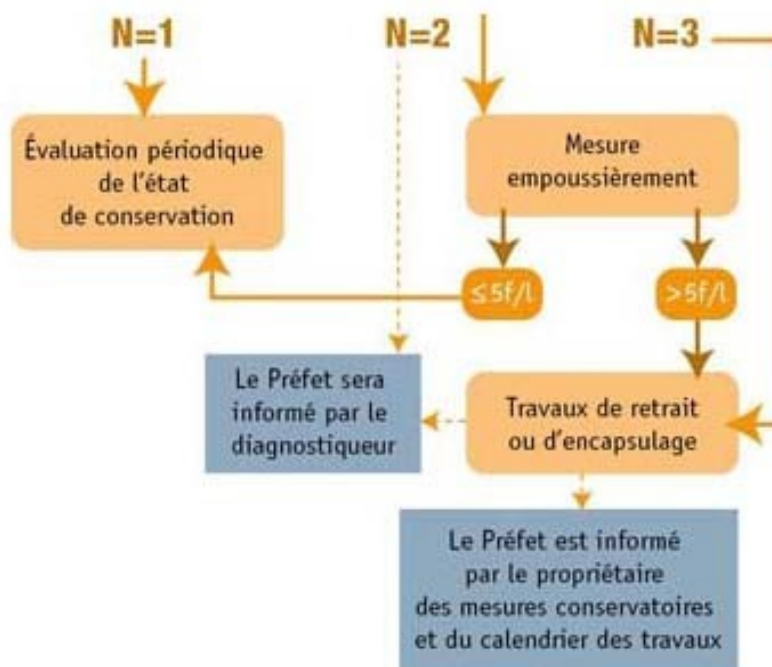 N=1
N=2
N=3
Évaluation périodique
de l'état
de conservation
Mesure
empoussièrement
≤5f/l
>5f/l
Le Préfet sera
informé par le
diagnostiqueur
Travaux de retrait
ou d'encapsulage
Le Préfet est informé
par le propriétaire
des mesures conservatoires
et du calendrier des travaux